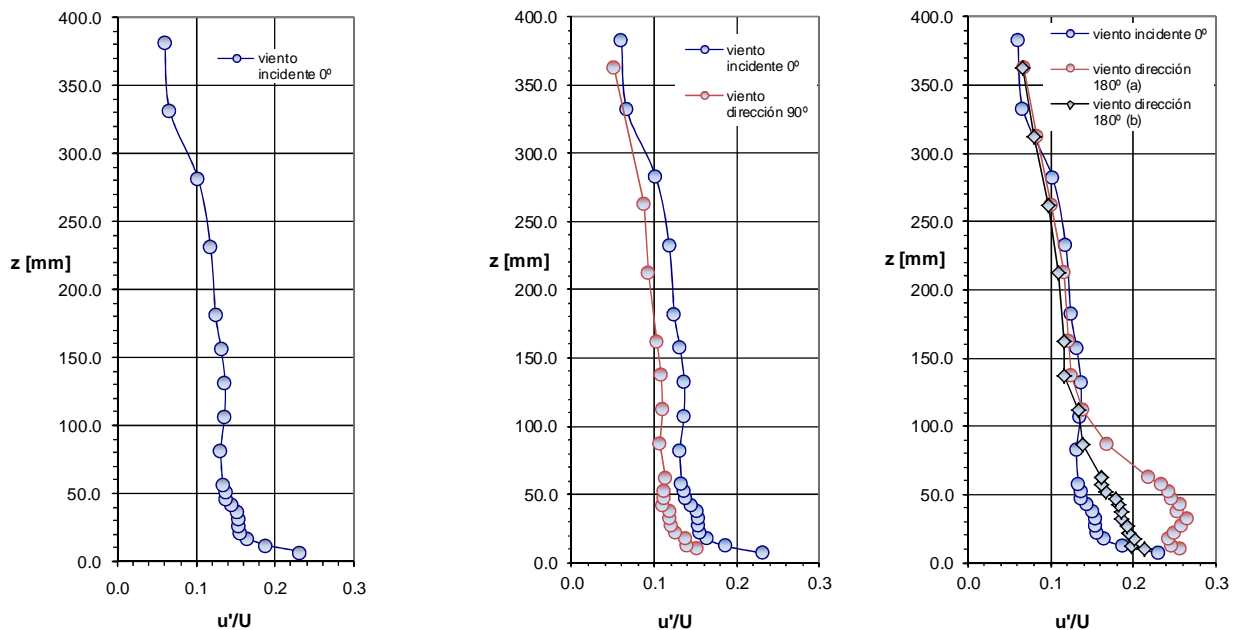 400.0
350.0
300.0
250.0
200.0
150.0
100.0
50.0
0.0
z [mm]
0.0 0.1 0.2 0.3
u'/U
viento
incidente 0º
400.0
350.0
300.0
250.0
200.0
150.0
100.0
50.0
0.0
z [mm]
0.0 0.1 0.2 0.3
u'/U
viento
incidente 0º
viento
dirección 90º
400.0
350.0
300.0
250.0
200.0
150.0
100.0
50.0
0.0
z [mm]
0.0 0.1 0.2 0.3
u'/U
viento incidente 0º
viento dirección
180º (a)
viento dirección
180º (b)